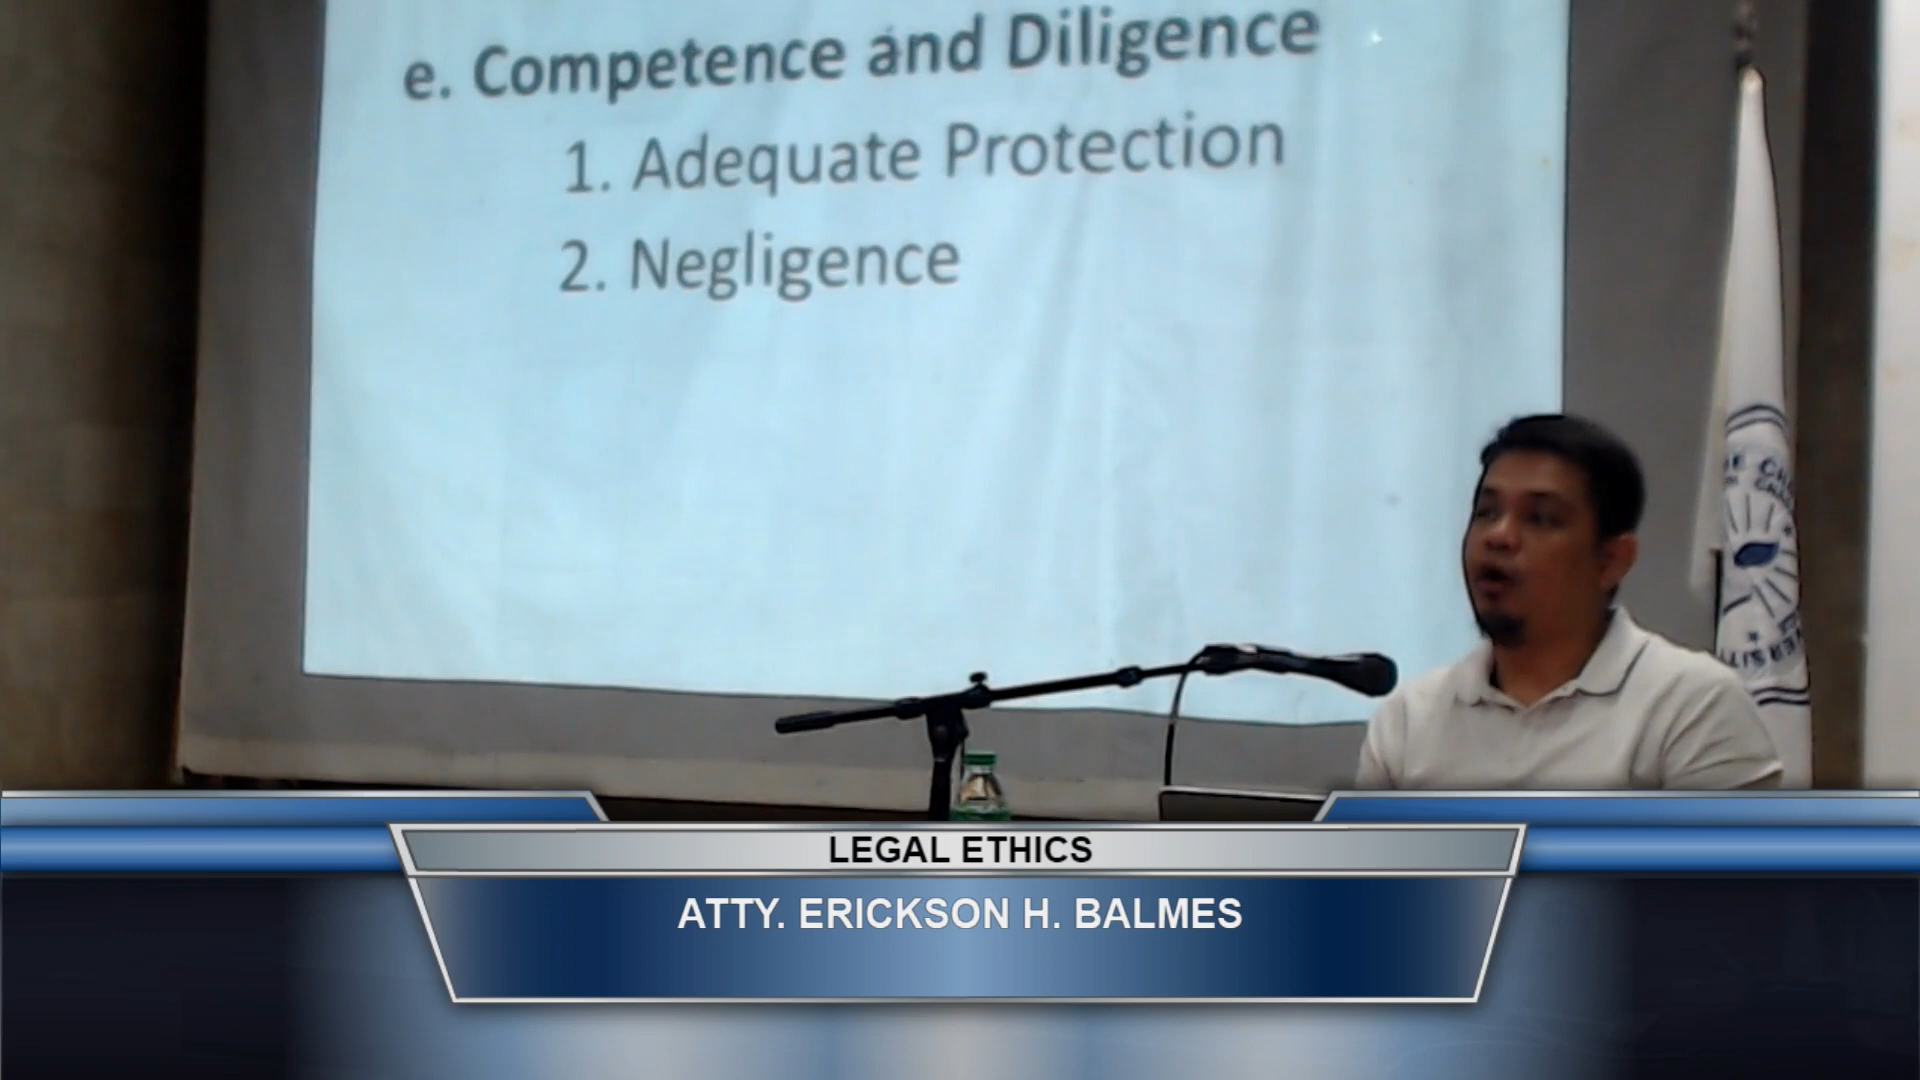 e. Competence and Diligence
1. Adequate Protection
2. Negligence
LEGAL ETHICS
ATTY. ERICKSON H. BALMES